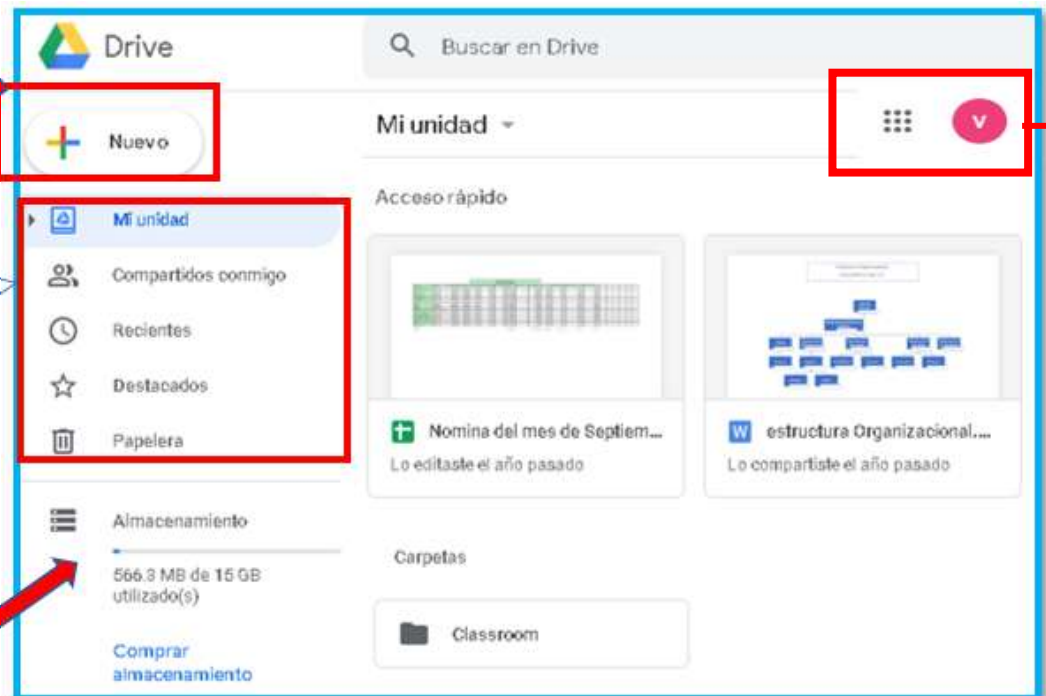 Drive
Buscar en Drive
Nuevo
Mi unidad
V
Mi unidad
Compartidos conmigo
Recientes
Destacados
Papelera
Almacenamiento
566.3 MB de 15 GB
utilizado(s)
Comprar
almacenamiento
Acceso rápido
Nomina del mes de Septiem...
Lo editaste el año pasado
W
estructura Organizacional....
Lo compartiste el año pasado
Carpetas
Classroom